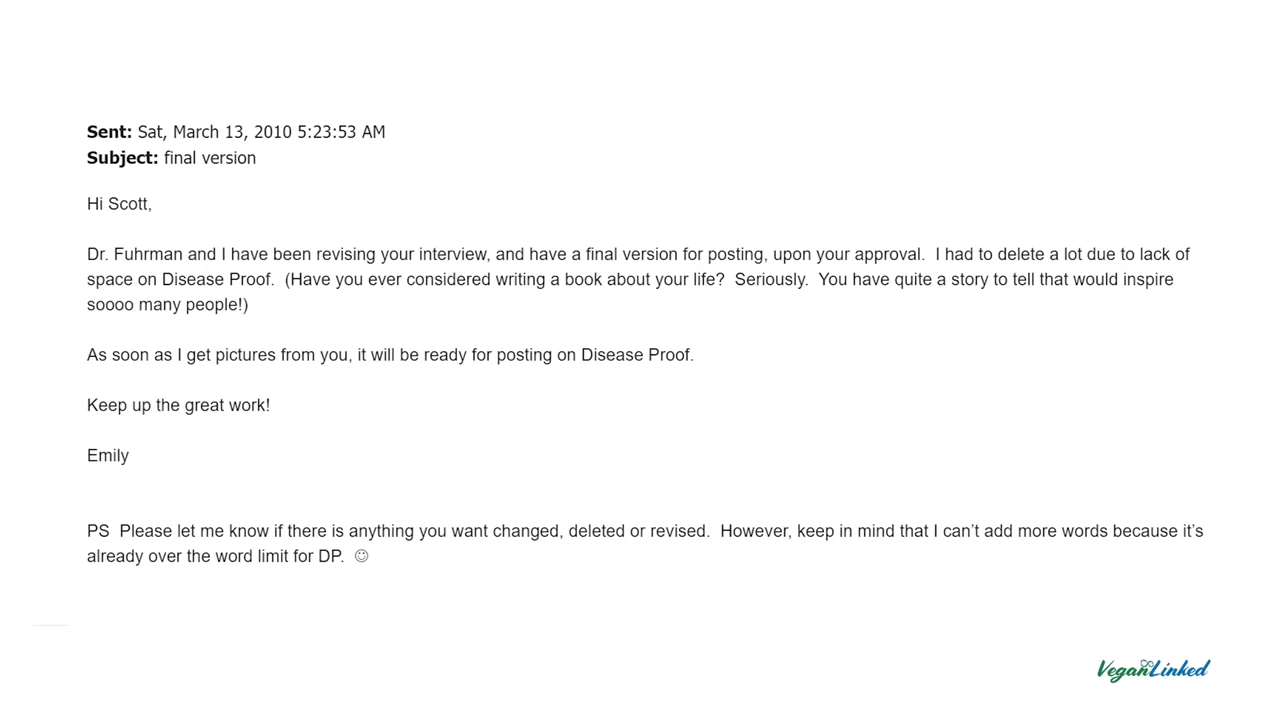 Sent: Sat, March 13, 2010 5:23:53 AM
Subject: final version
Hi Scott,
Dr. Fuhrman and I have been revising your interview, and have a final version for posting, upon your approval.  I had to delete a lot due to lack of
space on Disease Proof.  (Have you ever considered writing a book about your life?  Seriously.  You have quite a story to tell that would inspire
soooo many people!)
As soon as I get pictures from you, it will be ready for posting on Disease Proof.
Keep up the great work!
Emily
PS  Please let me know if there is anything you want changed, deleted or revised.  However, keep in mind that I can’t add more words because it’s
already over the word limit for DP.  ☺
VeganLinked